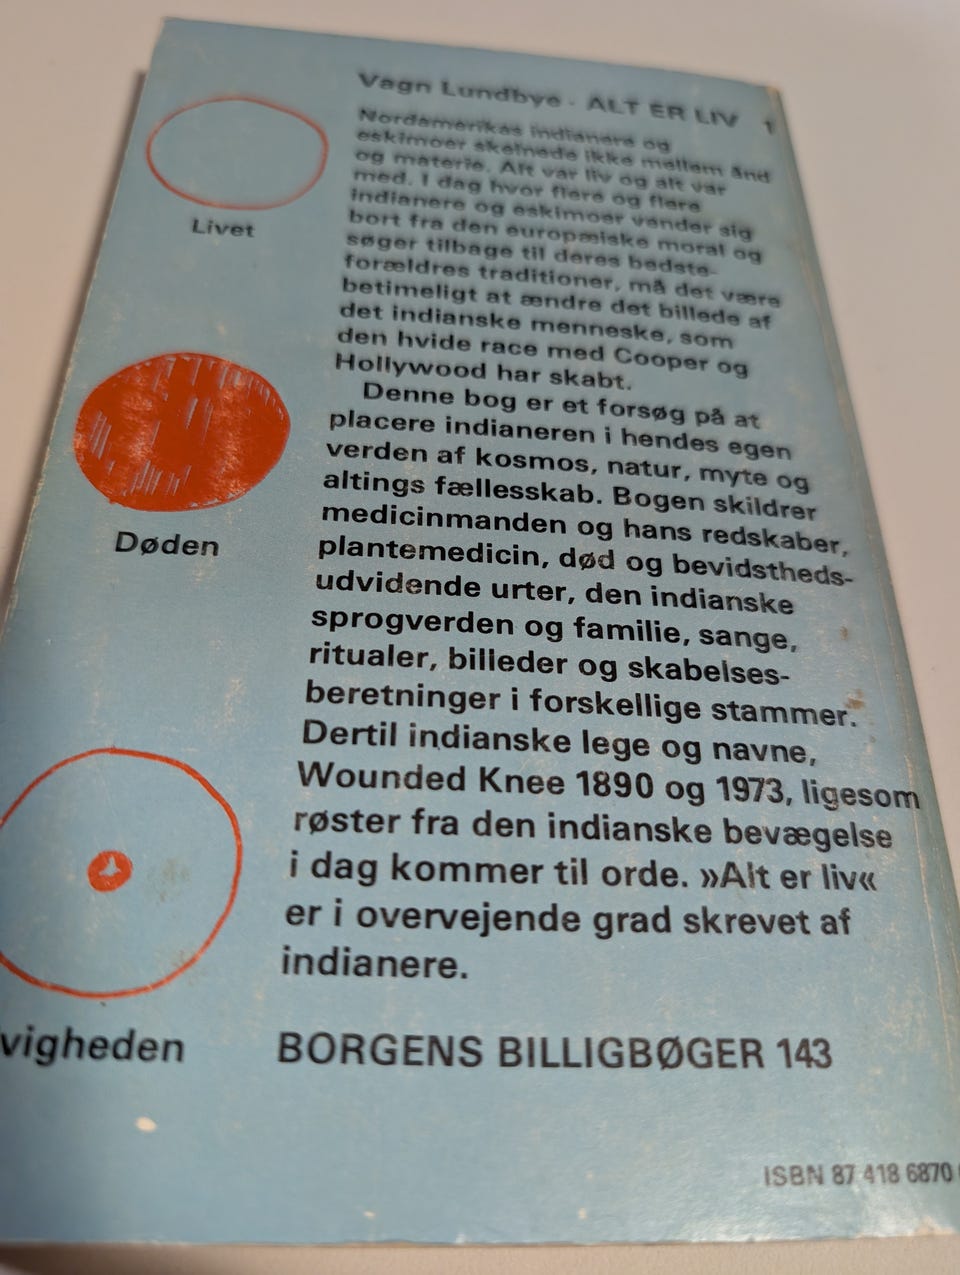 Vagn Lundbye · ALT ER LIV 1
Nordamerikas indianere og
eskimoer skelnede ikke mellem ånd
og materie. Alt var liv og alt var
med. I dag hvor flere og flere
indianere og eskimoer vender sig
bort fra den europæiske moral og
søger tilbage til deres bedste-
forældres traditioner, må det være
betimeligt at ændre det billede af
det indianske menneske, som
den hvide race med Cooper og
Hollywood har skabt.
Denne bog er et forsøg på at
placere indianeren i hendes egen
verden af kosmos, natur, myte og
altings fællesskab. Bogen skildrer
medicinmanden og hans redskaber,
plantemedicin, død og bevidstheds-
udvidende urter, den indianske
sprogverden og familie, sange,
ritualer, billeder og skabelses-
beretninger i forskellige stammer.
Dertil indianske lege og navne,
Wounded Knee 1890 og 1973, ligesom
røster fra den indianske bevægelse
i dag kommer til orde. »Alt er liv«
er i overvejende grad skrevet af
indianere.
Livet
Døden
vigheden
BORGENS BILLIGBØGER 143
ISBN 87 418 6870